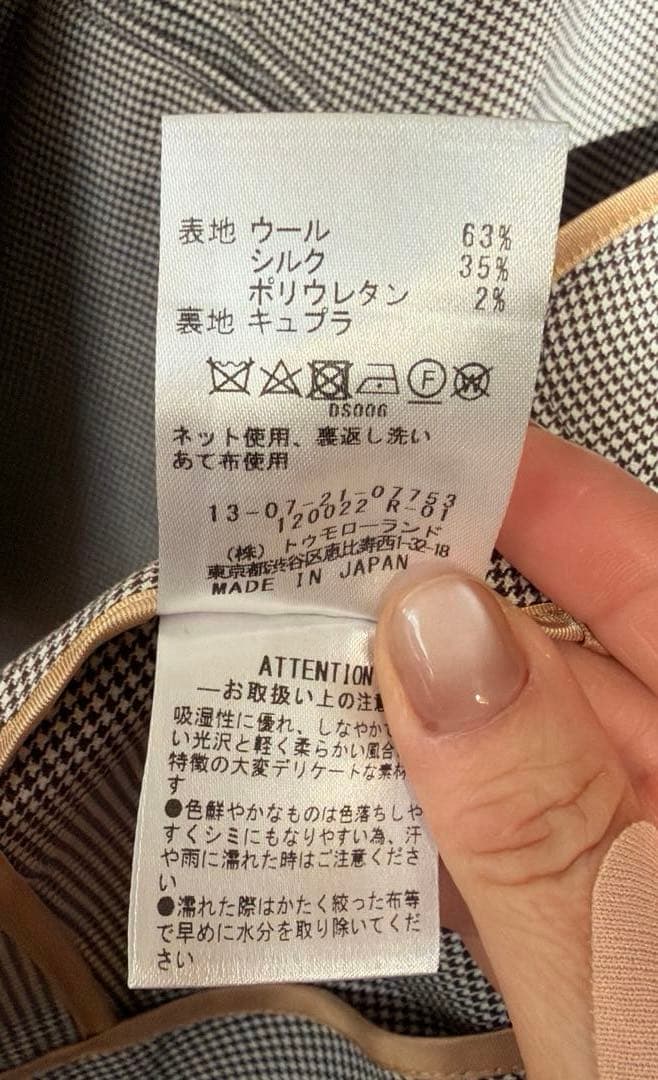 表地 ウール 63%
シルク 35%
ポリウレタン 2%
裏地 キュプラ
F W
DS006
ネット使用、裏返し洗い
あて布使用
13-07-21-07753
120022 R-01
(株) トゥモローランド
東京都渋谷区恵比寿西1-32-18
MADE IN JAPAN
ATTENTION
―お取扱い上の注意
吸湿性に優れ、しなやかで
い光沢と軽く柔らかい風合
特徴の大変デリケートな素材
す
●色鮮やかなものは色落ちしや
すくシミにもなりやすい為、汗
や雨に濡れた時はご注意くださ
い
●濡れた際はかたく絞った布等
で早めに水分を取り除いてくだ
さい